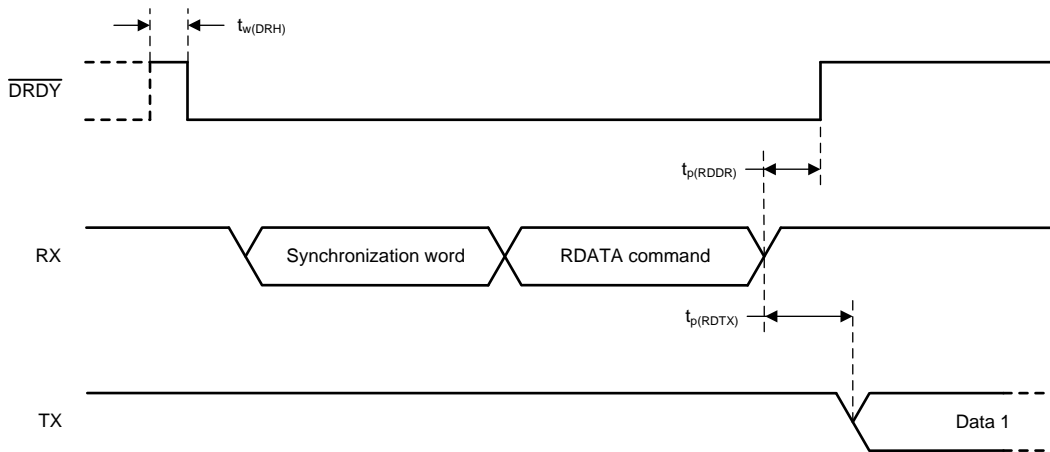 tw(DRH)
DRDY
tp(RDDR)
RX
Synchronization word
RDATA command
tp(RDTX)
TX
Data 1